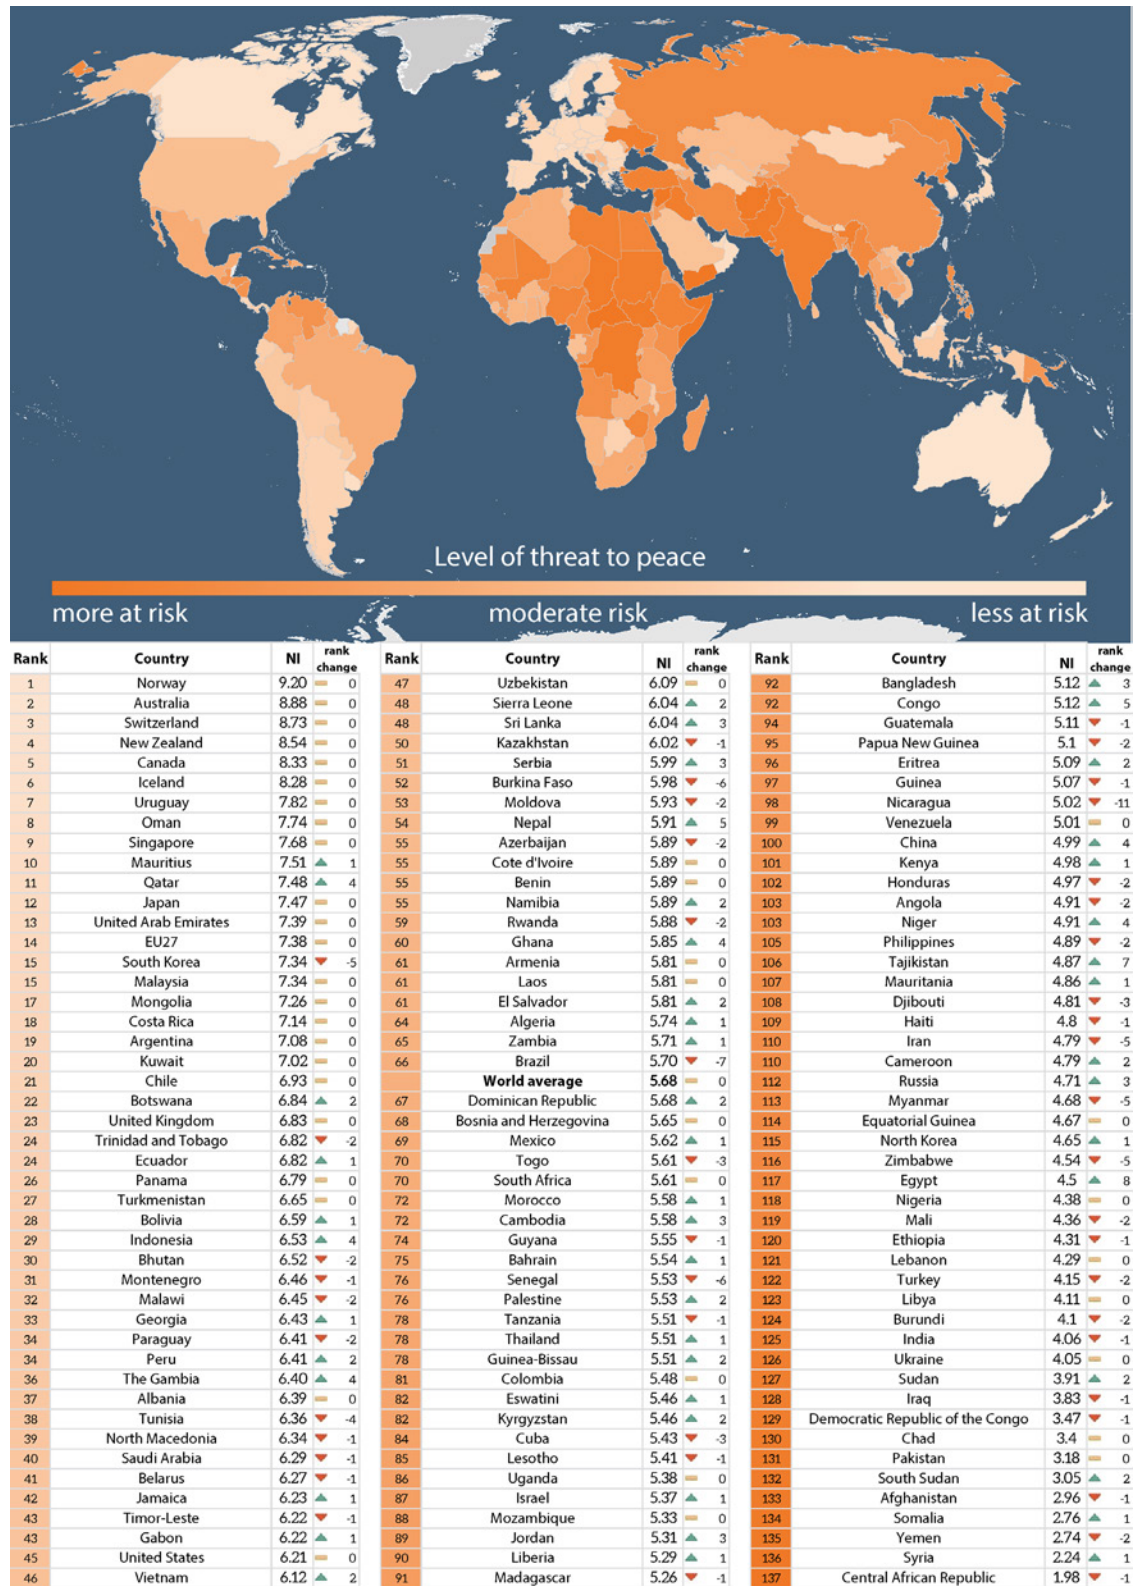 Level of threat to peace
more at risk moderate risk less at risk
Rank Country NI rank change
1 Norway 9.20 0
2 Australia 8.88 0
3 Switzerland 8.73 0
4 New Zealand 8.54 0
5 Canada 8.33 0
6 Iceland 8.28 0
7 Uruguay 7.82 0
8 Oman 7.74 0
9 Singapore 7.68 0
10 Mauritius 7.51 1
11 Qatar 7.48 4
12 Japan 7.47 0
13 United Arab Emirates 7.39 0
14 EU27 7.38 0
15 South Korea 7.34 -5
15 Malaysia 7.34 0
17 Mongolia 7.26 0
18 Costa Rica 7.14 0
19 Argentina 7.08 0
20 Kuwait 7.02 0
21 Chile 6.93 0
22 Botswana 6.84 2
23 United Kingdom 6.83 0
24 Trinidad and Tobago 6.82 -2
24 Ecuador 6.82 1
26 Panama 6.79 0
27 Turkmenistan 6.65 0
28 Bolivia 6.59 1
29 Indonesia 6.53 4
30 Bhutan 6.52 -2
31 Montenegro 6.46 -1
32 Malawi 6.45 -2
33 Georgia 6.43 1
34 Paraguay 6.41 -2
34 Peru 6.41 2
36 The Gambia 6.40 4
37 Albania 6.39 0
38 Tunisia 6.36 -4
39 North Macedonia 6.34 -1
40 Saudi Arabia 6.29 -1
41 Belarus 6.27 -1
42 Jamaica 6.23 1
43 Timor-Leste 6.22 -1
43 Gabon 6.22 1
45 United States 6.21 0
46 Vietnam 6.12 2
Rank Country NI rank change
47 Uzbekistan 6.09 0
48 Sierra Leone 6.04 2
48 Sri Lanka 6.04 3
50 Kazakhstan 6.02 -1
51 Serbia 5.99 3
52 Burkina Faso 5.98 -6
53 Moldova 5.93 -2
54 Nepal 5.91 5
55 Azerbaijan 5.89 -2
55 Cote d'Ivoire 5.89 0
55 Benin 5.89 0
55 Namibia 5.89 2
59 Rwanda 5.88 -2
60 Ghana 5.85 4
61 Armenia 5.81 0
61 Laos 5.81 0
61 El Salvador 5.81 2
64 Algeria 5.74 1
65 Zambia 5.71 1
66 Brazil 5.70 -7
World average 5.68 0
67 Dominican Republic 5.68 2
68 Bosnia and Herzegovina 5.65 0
69 Mexico 5.62 1
70 Togo 5.61 -3
70 South Africa 5.61 0
72 Morocco 5.58 1
72 Cambodia 5.58 3
74 Guyana 5.55 -1
75 Bahrain 5.54 1
76 Senegal 5.53 -6
76 Palestine 5.53 2
78 Tanzania 5.51 -1
78 Thailand 5.51 1
78 Guinea-Bissau 5.51 2
81 Colombia 5.48 0
82 Eswatini 5.46 1
82 Kyrgyzstan 5.46 2
84 Cuba 5.43 -3
85 Lesotho 5.41 -1
86 Uganda 5.38 0
87 Israel 5.37 1
88 Mozambique 5.33 0
89 Jordan 5.31 3
90 Liberia 5.29 1
91 Madagascar 5.26 -1
Rank Country NI rank change
92 Bangladesh 5.12 3
92 Congo 5.12 5
94 Guatemala 5.11 -1
95 Papua New Guinea 5.1 -2
96 Eritrea 5.09 2
97 Guinea 5.07 -1
98 Nicaragua 5.02 -11
99 Venezuela 5.01 0
100 China 4.99 4
101 Kenya 4.98 1
102 Honduras 4.97 -2
103 Angola 4.91 -2
103 Niger 4.91 4
105 Philippines 4.89 -2
106 Tajikistan 4.87 7
107 Mauritania 4.86 1
108 Djibouti 4.81 -3
109 Haiti 4.8 -1
110 Iran 4.79 -5
110 Cameroon 4.79 2
112 Russia 4.71 3
113 Myanmar 4.68 -5
114 Equatorial Guinea 4.67 0
115 North Korea 4.65 1
116 Zimbabwe 4.54 -5
117 Egypt 4.5 8
118 Nigeria 4.38 0
119 Mali 4.36 -2
120 Ethiopia 4.31 -1
121 Lebanon 4.29 0
122 Turkey 4.15 -2
123 Libya 4.11 0
124 Burundi 4.1 -2
125 India 4.06 -1
126 Ukraine 4.05 0
127 Sudan 3.91 2
128 Iraq 3.83 -1
129 Democratic Republic of the Congo 3.47 -1
130 Chad 3.4 0
131 Pakistan 3.18 0
132 South Sudan 3.05 2
133 Afghanistan 2.96 -1
134 Somalia 2.76 1
135 Yemen 2.74 -2
136 Syria 2.24 1
137 Central African Republic 1.98 -1